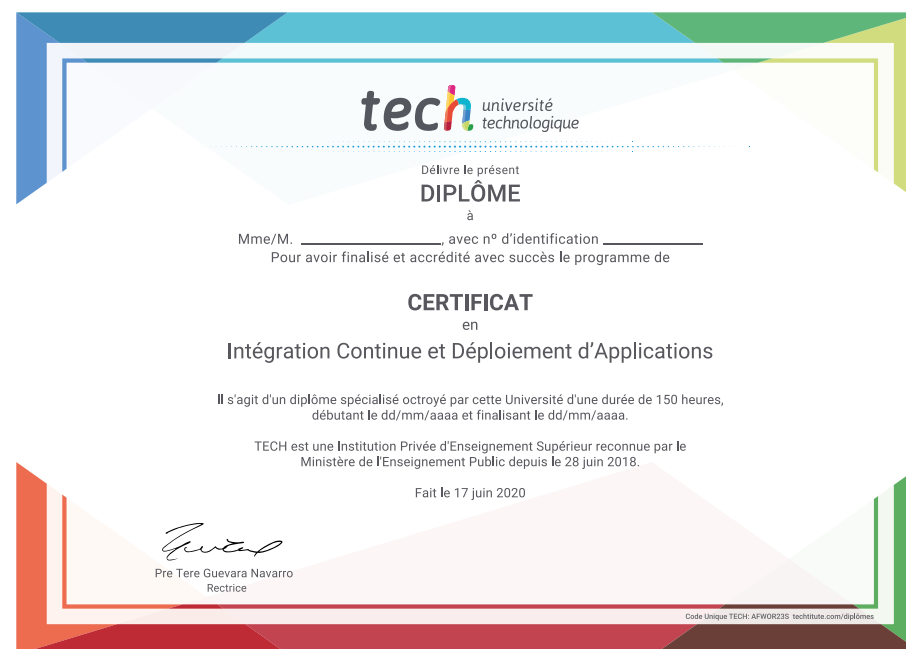 tech université
technologique
Délivre le présent
DIPLÔME
à
Mme/M. ____________________, avec nº d'identification ______________
Pour avoir finalisé et accrédité avec succès le programme de
CERTIFICAT
en
Intégration Continue et Déploiement d'Applications
Il s'agit d'un diplôme spécialisé octroyé par cette Université d'une durée de 150 heures,
débutant le dd/mm/aaaa et finalisant le dd/mm/aaaa.
TECH est une Institution Privée d'Enseignement Supérieur reconnue par le
Ministère de l'Enseignement Public depuis le 28 juin 2018.
Fait le 17 juin 2020
Pre Tere Guevara Navarro
Rectrice
Code Unique TECH: AFWOR23S techtitute.com/diplômes